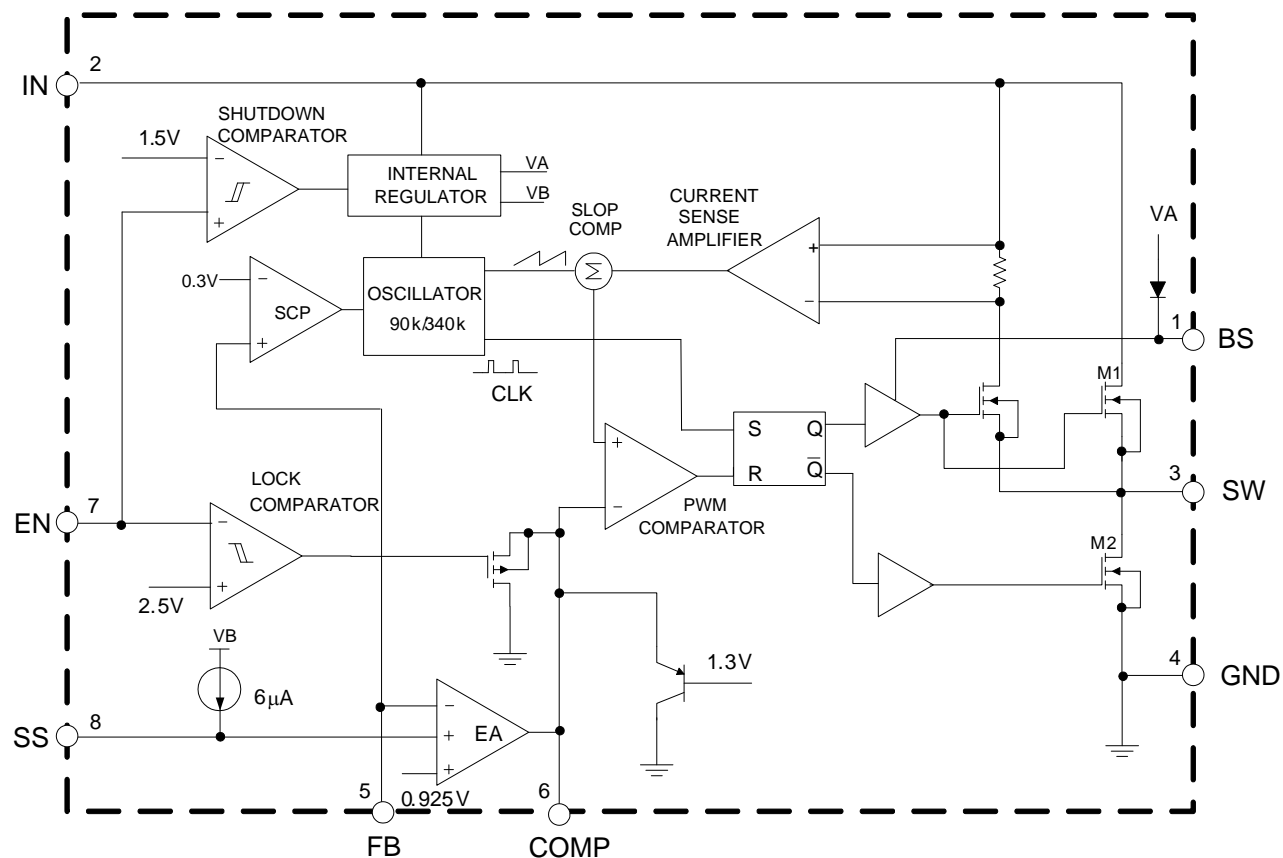 2
IN
SHUTDOWN
COMPARATOR
1.5V
−
+
INTERNAL
REGULATOR
VA
VB
SLOP
COMP
Σ
CURRENT
SENSE
AMPLIFIER
+
−
VA
0.3V
−
SCP
+
OSCILLATOR
90k/340k
CLK
1
BS
M1
S
Q
R
Q̅
+
−
PWM
COMPARATOR
3
SW
LOCK
COMPARATOR
7
EN
−
+
2.5V
M2
VB
6μA
1.3V
4
GND
8
SS
−
+
+
EA
0.925V
5
FB
6
COMP